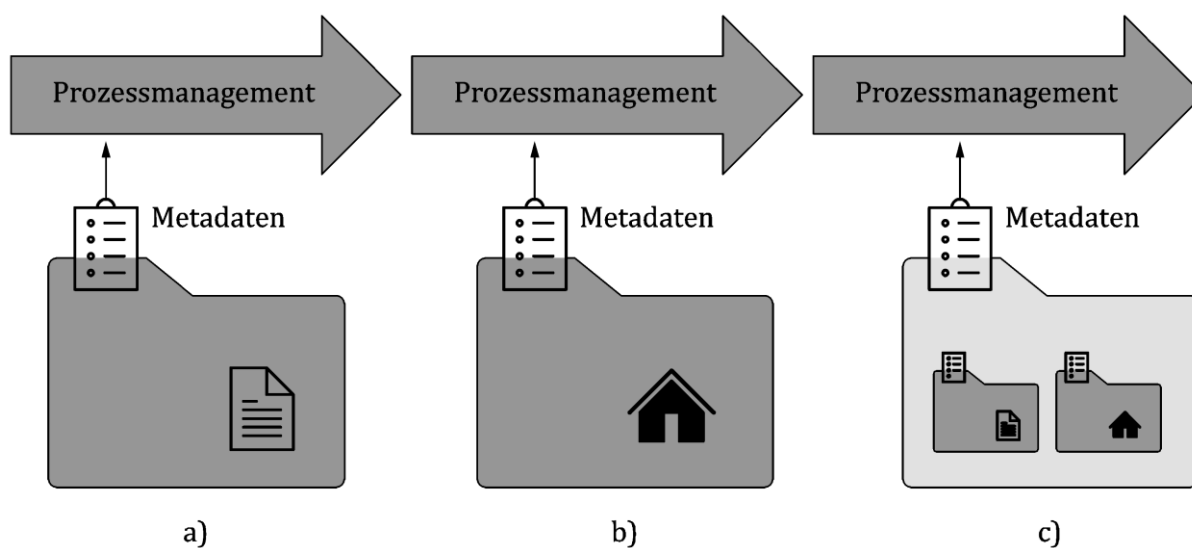 Prozessmanagement
Prozessmanagement
Prozessmanagement
Metadaten
Metadaten
Metadaten
a)
b)
c)